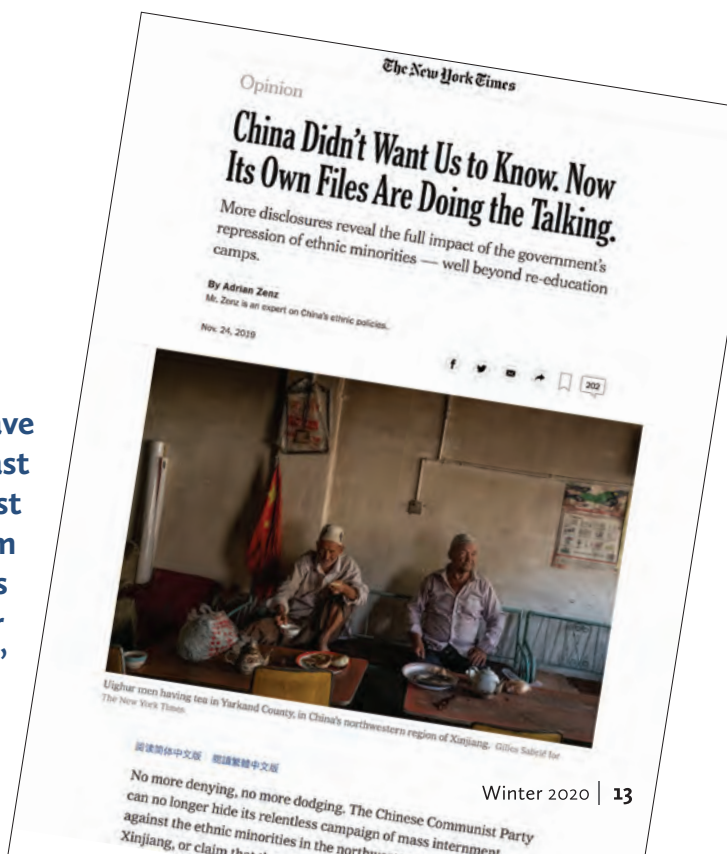 The New York Times
Opinion
China Didn't Want Us to Know. Now
Its Own Files Are Doing the Talking.
More disclosures reveal the full impact of the government's
repression of ethnic minorities — well beyond re-education
camps.
By Adrian Zenz
Mr. Zenz is an expert on China's ethnic policies.
Nov. 24, 2019
202
ave
ast
st
m
s
r
,
Uighur men having tea in Yarkand County, in China's northwestern region of Xinjiang. Gilles Sabrié for
The New York Times
阅读简体中文版 閱讀繁體中文版
No more denying, no more dodging. The Chinese Communist Party
can no longer hide its relentless campaign of mass internment
against the ethnic minorities in the
Xinjiang, or claim that
Winter 2020 | 13